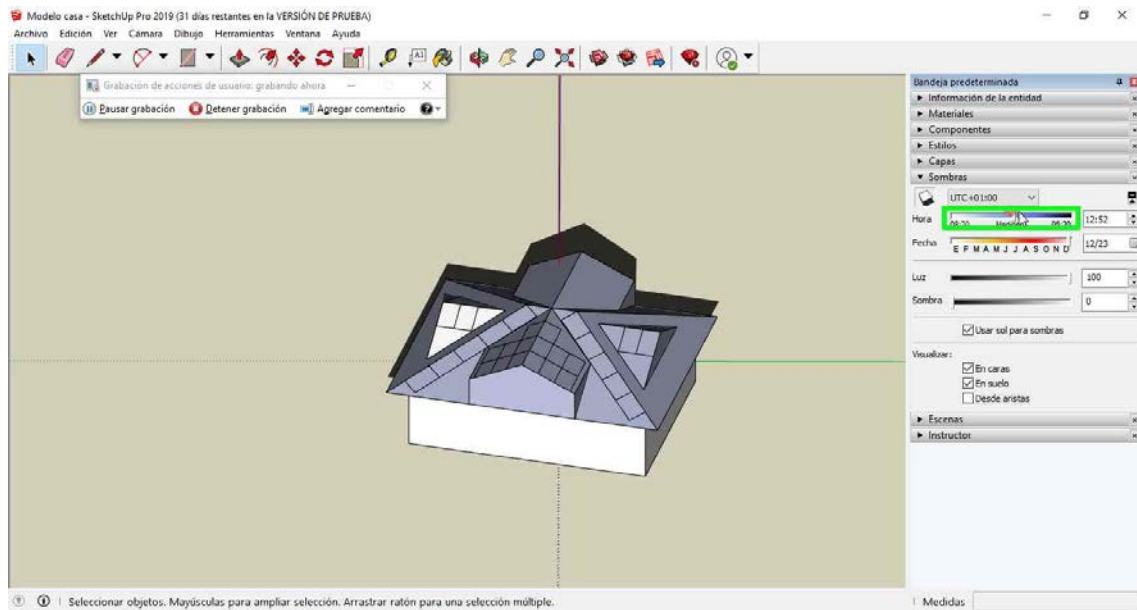 Modelo casa - SketchUp Pro 2019 (31 días restantes en la VERSIÓN DE PRUEBA)
Archivo Edición Ver Cámara Dibujo Herramientas Ventana Ayuda
A1
Grabación de acciones de usuario: grabando ahora
Pausar grabación Detener grabación Agregar comentario
Bandeja predeterminada
Información de la entidad
Materiales
Componentes
Estilos
Capas
Sombras
UTC+01:00
Hora 12:52
Fecha E F M A M J J A S O N D 12/23
Luz 100
Sombra 0
Usar sol para sombras
Visualizar:
En caras
En suelo
Desde aristas
Escenas
Instructor
Seleccionar objetos. Mayúsculas para ampliar selección. Arrastrar ratón para una selección múltiple.
Medidas